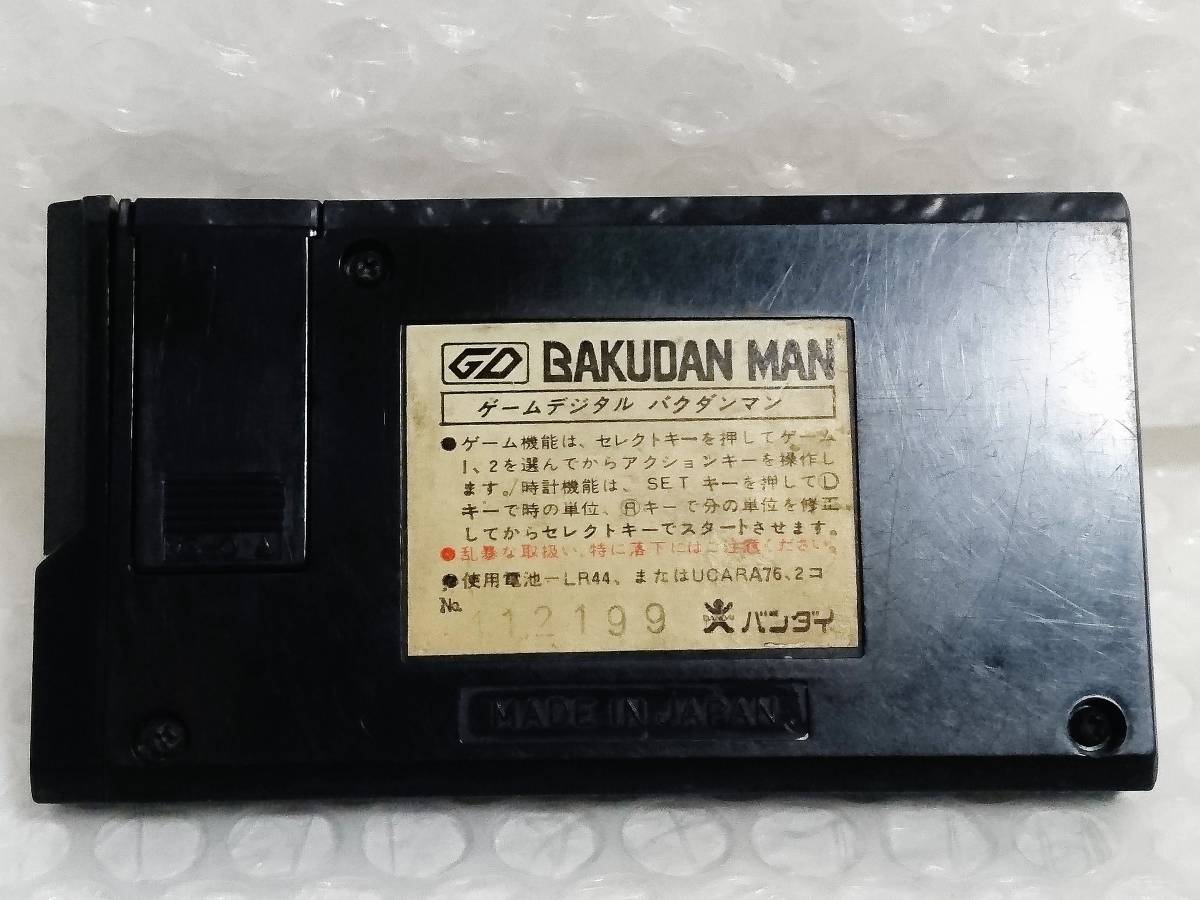 GD BAKUDAN MAN
ゲームデジタル バクダンマン
●ゲーム機能は、セレクトキーを押してゲーム
1、2を選んでからアクションキーを操作し
ます。/時計機能は、SETキーを押してⓁ
キーで時の単位、Ⓡキーで分の単位を修正
してからセレクトキーでスタートさせます。
●乱暴な取扱い、特に落下にはご注意ください。
●使用電池ーLR44、またはUCARA76、2コ
No. 112199 BANDAI バンダイ
MADE IN JAPAN